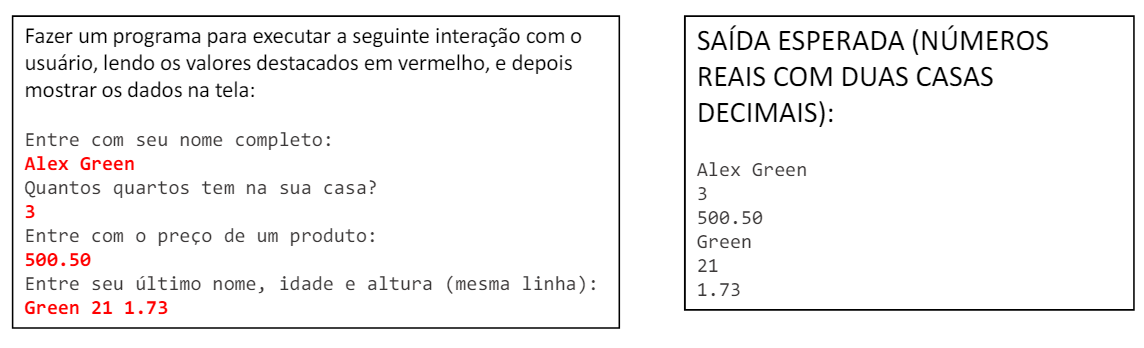 Fazer um programa para executar a seguinte interação com o
usuário, lendo os valores destacados em vermelho, e depois
mostrar os dados na tela:
Entre com seu nome completo:
Alex Green
Quantos quartos tem na sua casa?
3
Entre com o preço de um produto:
500.50
Entre seu último nome, idade e altura (mesma linha):
Green 21 1.73
SAÍDA ESPERADA (NÚMEROS
REAIS COM DUAS CASAS
DECIMAIS):
Alex Green
3
500.50
Green
21
1.73